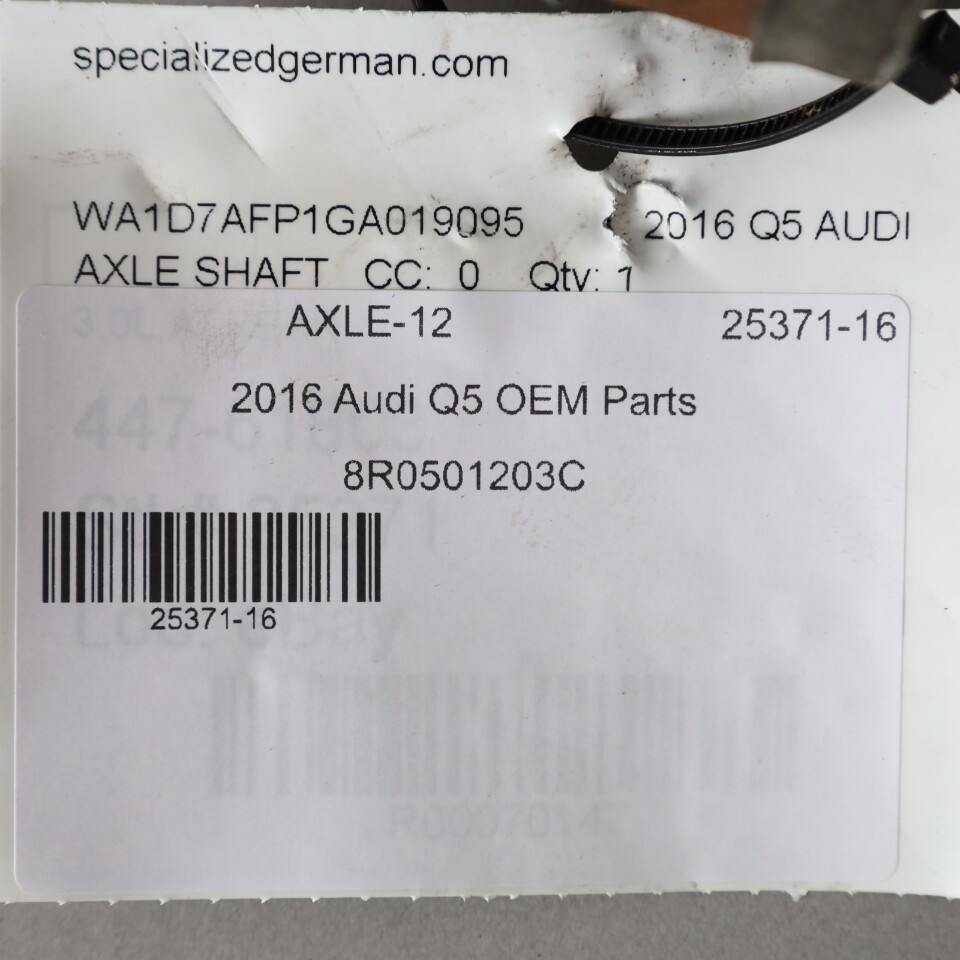 specializedgerman.com
WA1D7AFP1GA019095 2016 Q5 AUDI
AXLE SHAFT CC: 0 Qty: 1
AXLE-12 25371-16
2016 Audi Q5 OEM Parts
8R0501203C
25371-16